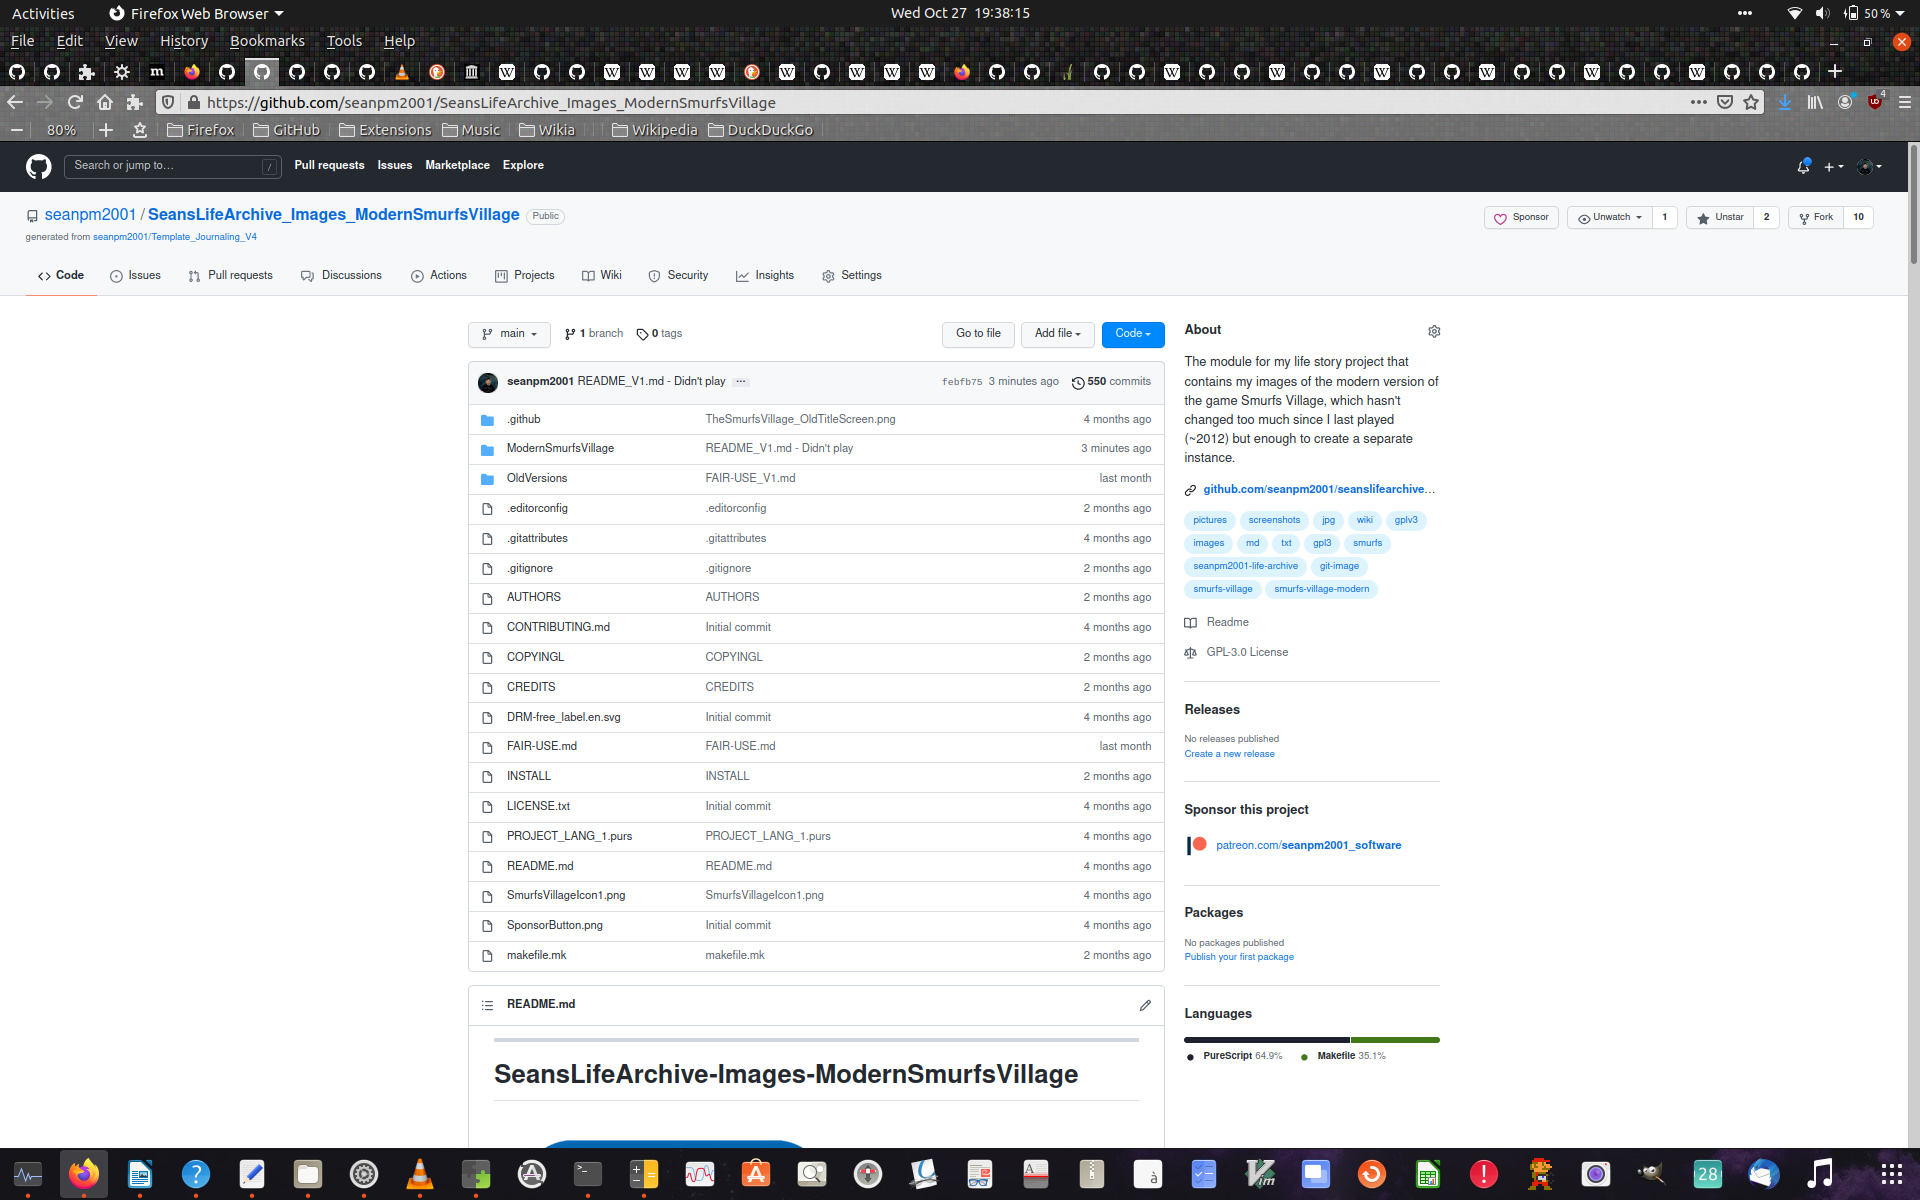 Activities
Firefox Web Browser
Wed Oct 27 19:38:15
50 %
File Edit View History Bookmarks Tools Help
https://github.com/seanpm2001/SeansLifeArchive_Images_ModernSmurfsVillage
4
80%
Firefox GitHub Extensions Music Wikia Wikipedia DuckDuckGo
Search or jump to… /
Pull requests Issues Marketplace Explore
seanpm2001 / SeansLifeArchive_Images_ModernSmurfsVillage Public
generated from seanpm2001/Template_Journaling_V4
Sponsor Unwatch 1 Unstar 2 Fork 10
Code Issues Pull requests Discussions Actions Projects Wiki Security Insights Settings
main 1 branch 0 tags Go to file Add file Code
seanpm2001 README_V1.md - Didn't play ... febfb75 3 minutes ago 550 commits
.github TheSmurfsVillage_OldTitleScreen.png 4 months ago
ModernSmurfsVillage README_V1.md - Didn't play 3 minutes ago
OldVersions FAIR-USE_V1.md last month
.editorconfig .editorconfig 2 months ago
.gitattributes .gitattributes 4 months ago
.gitignore .gitignore 2 months ago
AUTHORS AUTHORS 2 months ago
CONTRIBUTING.md Initial commit 4 months ago
COPYINGL COPYINGL 2 months ago
CREDITS CREDITS 2 months ago
DRM-free_label.en.svg Initial commit 4 months ago
FAIR-USE.md FAIR-USE.md last month
INSTALL INSTALL 2 months ago
LICENSE.txt Initial commit 4 months ago
PROJECT_LANG_1.purs PROJECT_LANG_1.purs 4 months ago
README.md README.md 4 months ago
SmurfsVillageIcon1.png SmurfsVillageIcon1.png 4 months ago
SponsorButton.png Initial commit 4 months ago
makefile.mk makefile.mk 2 months ago
README.md
SeansLifeArchive-Images-ModernSmurfsVillage
About
The module for my life story project that
contains my images of the modern version of
the game Smurfs Village, which hasn't
changed too much since I last played
(~2012) but enough to create a separate
instance.
github.com/seanpm2001/seanslifearchive…
pictures screenshots jpg wiki gplv3
images md txt gpl3 smurfs
seanpm2001-life-archive git-image
smurfs-village smurfs-village-modern
Readme
GPL-3.0 License
Releases
No releases published
Create a new release
Sponsor this project
patreon.com/seanpm2001_software
Packages
No packages published
Publish your first package
Languages
PureScript 64.9% Makefile 35.1%
28